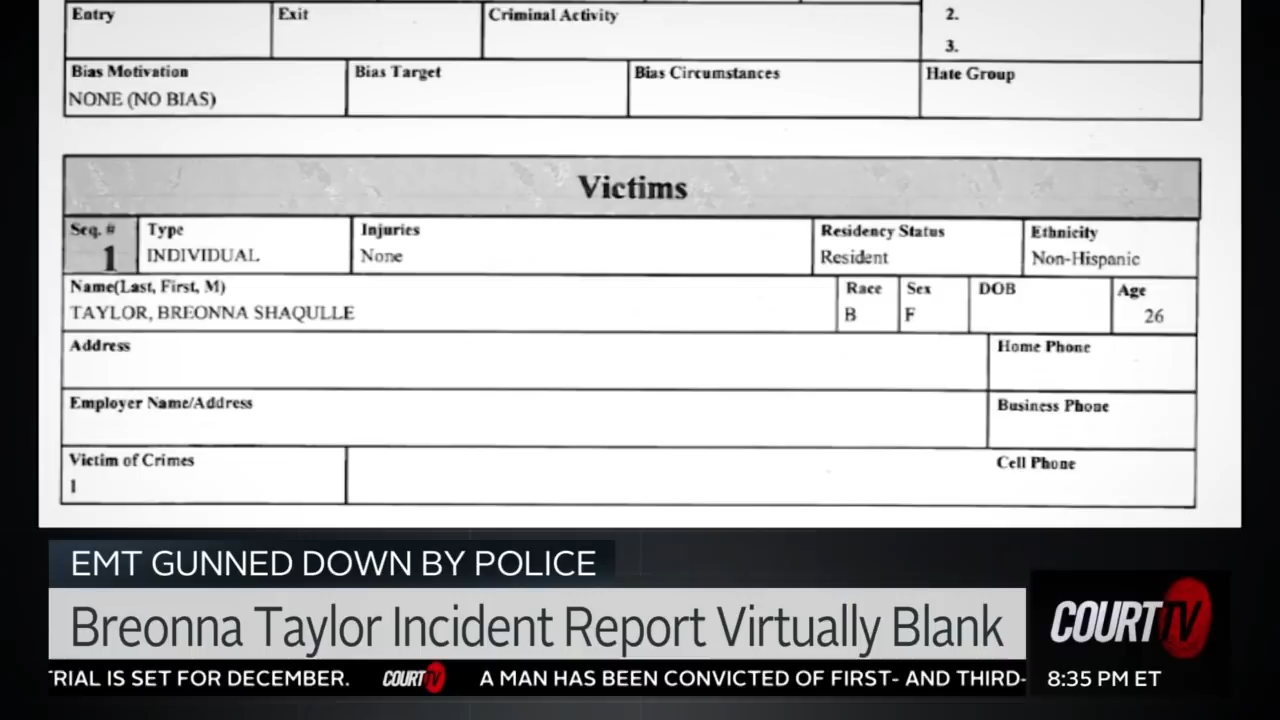 Entry Exit Criminal Activity 2.
3.
Bias Motivation Bias Target Bias Circumstances Hate Group
NONE (NO BIAS)
Victims
Seq. # Type Injuries Residency Status Ethnicity
1 INDIVIDUAL None Resident Non-Hispanic
Name(Last, First, M) Race Sex DOB Age
TAYLOR, BREONNA SHAQULLE B F 26
Address Home Phone
Employer Name/Address Business Phone
Victim of Crimes Cell Phone
1
EMT GUNNED DOWN BY POLICE
Breonna Taylor Incident Report Virtually Blank
COURT TV
TRIAL IS SET FOR DECEMBER. COURT TV A MAN HAS BEEN CONVICTED OF FIRST- AND THIRD- 8:35 PM ET